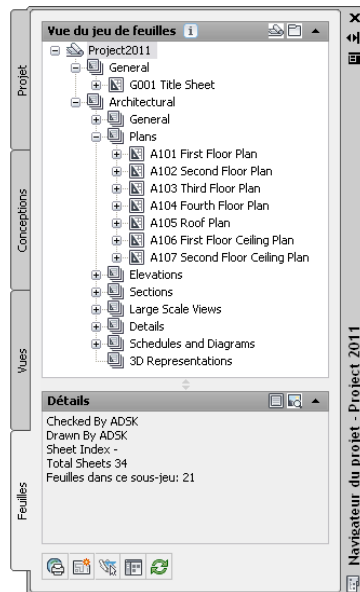 Vue du jeu de feuilles
Project2011
General
G001 Title Sheet
Architectural
General
Plans
A101 First Floor Plan
A102 Second Floor Plan
A103 Third Floor Plan
A104 Fourth Floor Plan
A105 Roof Plan
A106 First Floor Ceiling Plan
A107 Second Floor Ceiling Plan
Elevations
Sections
Large Scale Views
Details
Schedules and Diagrams
3D Representations
Détails
Checked By ADSK
Drawn By ADSK
Sheet Index -
Total Sheets 34
Feuilles dans ce sous-jeu: 21
Projet
Conceptions
Vues
Feuilles
Navigateur du projet - Project 2011